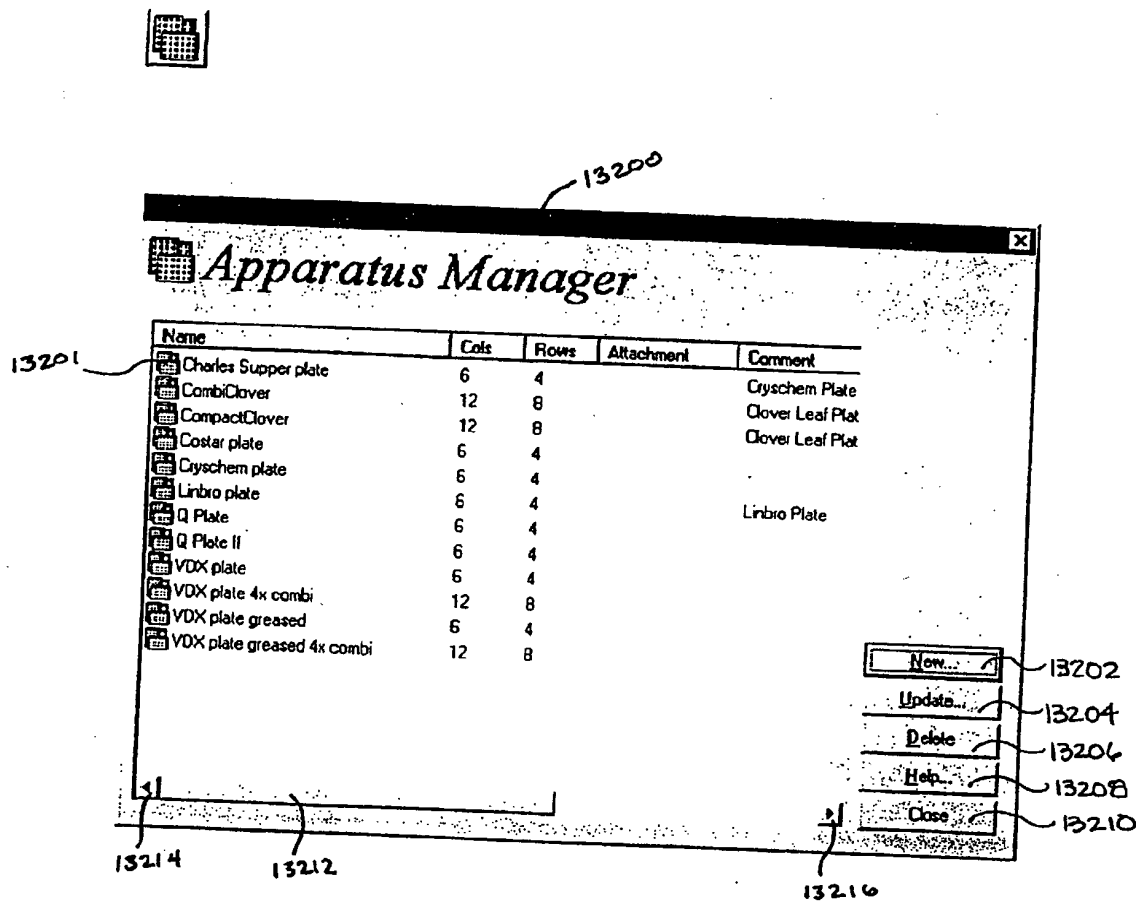 13200
Apparatus Manager
Name Cols Rows Attachment Comment
13201
Charles Supper plate 6 4 Cryschem Plate
CombiClover 12 8 Clover Leaf Plat
CompactClover 12 8 Clover Leaf Plat
Costar plate 6 4
Cryschem plate 6 4
Linbro plate 6 4 Linbro Plate
Q Plate 6 4
Q Plate II 6 4
VDX plate 6 4
VDX plate 4x combi 12 8
VDX plate greased 6 4
VDX plate greased 4x combi 12 8
New... 13202
Update... 13204
Delete 13206
Help... 13208
Close 13210
13214
13212
13216